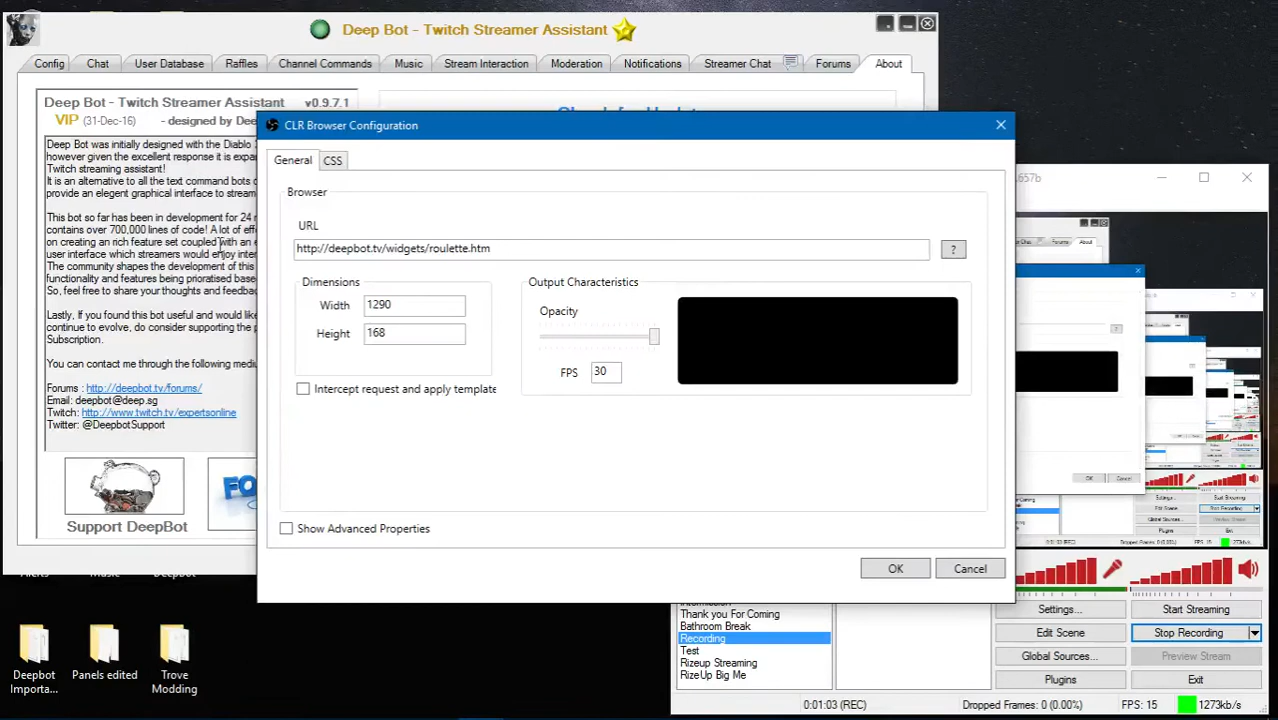 Deep Bot - Twitch Streamer Assistant
Config
Chat
User Database
Raffles
Channel Commands
Music
Stream Interaction
Moderation
Notifications
Streamer Chat
Forums
About
Deep Bot - Twitch Streamer Assistant v0.9.7.1
VIP (31-Dec-16) - designed by
Deep Bot was initially designed with the Diablo
however given the excellent response it is
Twitch streaming assistant!
It is an alternative to all the text command bots
provide an elegent graphical interface to
This bot so far has been in development for 24
contains over 700,000 lines of code! A lot of
on creating an rich feature set coupled with an
user interface which streamers would enjoy
The community shapes the development of this
functionality and features being prioritised
So, feel free to share your thoughts and
Lastly, If you found this bot useful and would
continue to evolve, do consider supporting the
Subscription.
You can contact me through the following
Forums : http://deepbot.tv/forums/
Email: deepbot@deep.sg
Twitch: http://www.twitch.tv/expertsonline
Twitter: @DeepbotSupport
Support DeepBot
CLR Browser Configuration
General
CSS
Browser
URL
http://deepbot.tv/widgets/roulette.htm
?
Dimensions
Width 1290
Height 168
Output Characteristics
Opacity
FPS 30
Intercept request and apply template
Show Advanced Properties
OK
Cancel
.657b
Deepbot
Importa...
Panels edited
Trove
Modding
Thank you For Coming
Bathroom Break
Recording
Test
Rizeup Streaming
RizeUp Big Me
Settings...
Start Streaming
Edit Scene
Stop Recording
Global Sources...
Preview Stream
Plugins
Exit
0:01:03 (REC)
Dropped Frames: 0 (0.00%)
FPS: 15
1273kb/s